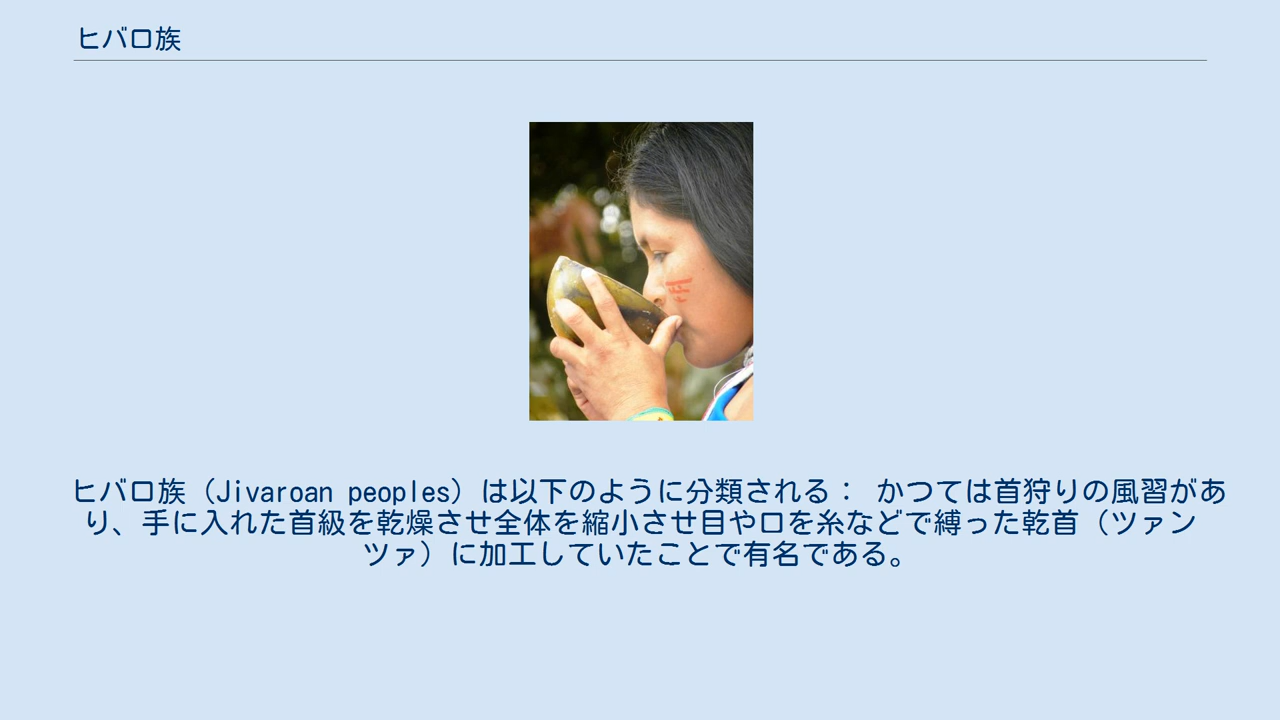 ヒバロ族
ヒバロ族（Jivaroan peoples）は以下のように分類される： かつては首狩りの風習があ
り、手に入れた首級を乾燥させ全体を縮小させ目や口を糸などで縛った乾首（ツァン
ツァ）に加工していたことで有名である。